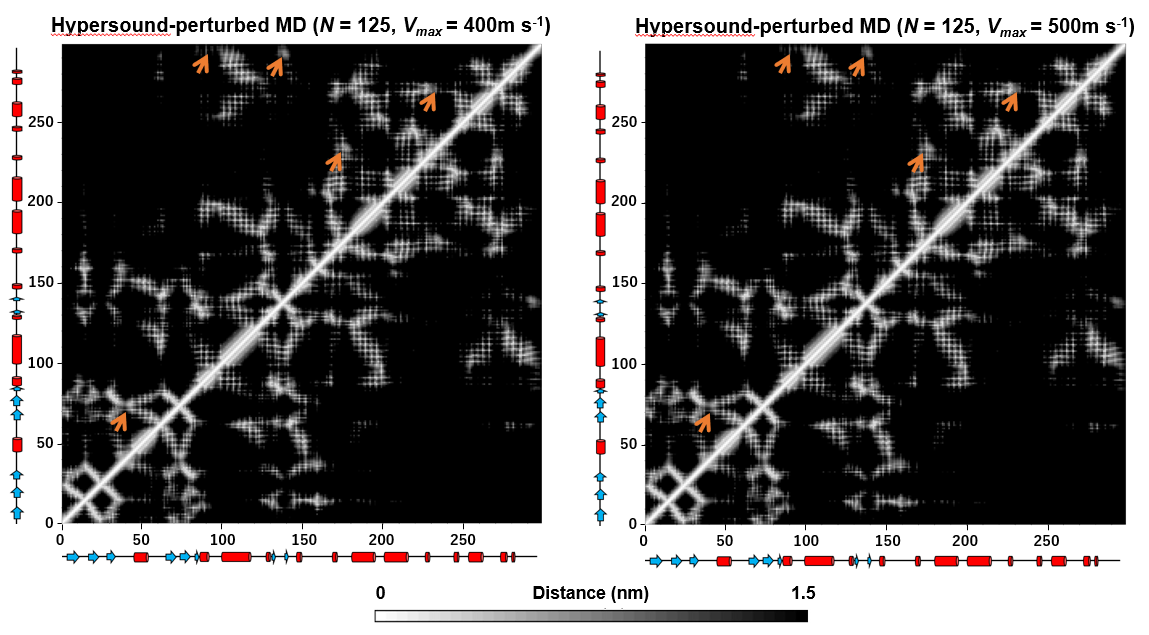 Hypersound-perturbed MD (N = 125, Vmax = 400m s-1)
Hypersound-perturbed MD (N = 125, Vmax = 500m s-1)
250
200
150
100
50
0
0 50 100 150 200 250
250
200
150
100
50
0
0 50 100 150 200 250
0 Distance (nm) 1.5